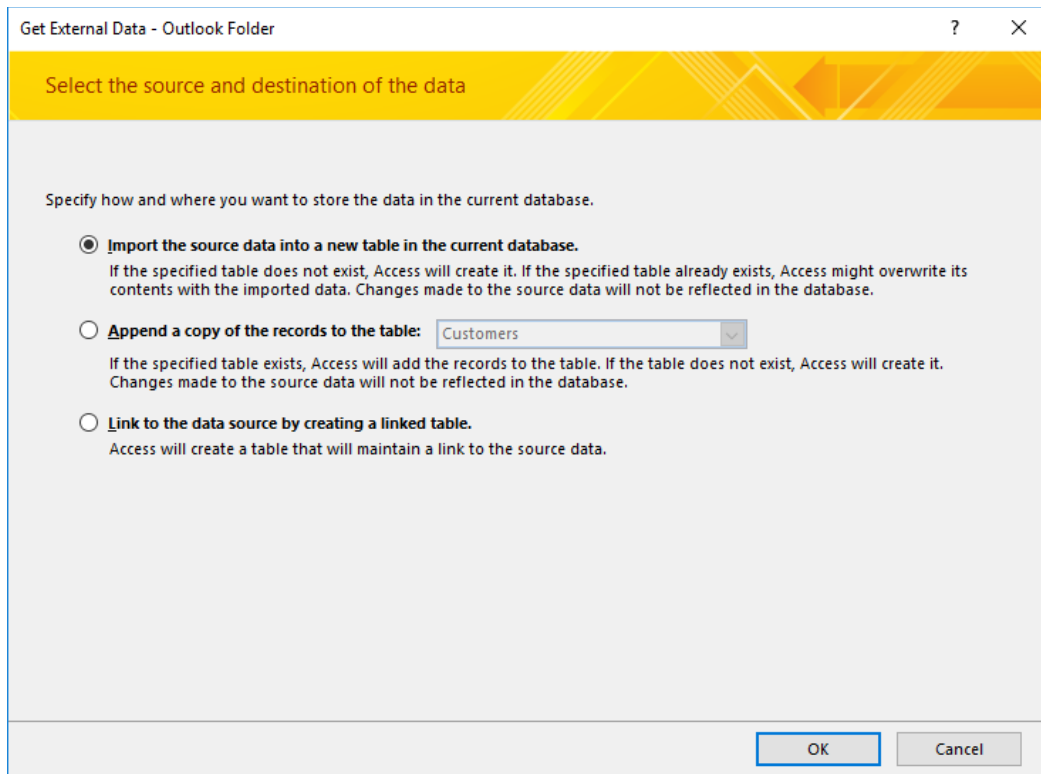 Get External Data - Outlook Folder
Select the source and destination of the data
Specify how and where you want to store the data in the current database.
Import the source data into a new table in the current database.
If the specified table does not exist, Access will create it. If the specified table already exists, Access might overwrite its
contents with the imported data. Changes made to the source data will not be reflected in the database.
Append a copy of the records to the table: Customers
If the specified table exists, Access will add the records to the table. If the table does not exist, Access will create it.
Changes made to the source data will not be reflected in the database.
Link to the data source by creating a linked table.
Access will create a table that will maintain a link to the source data.
OK Cancel